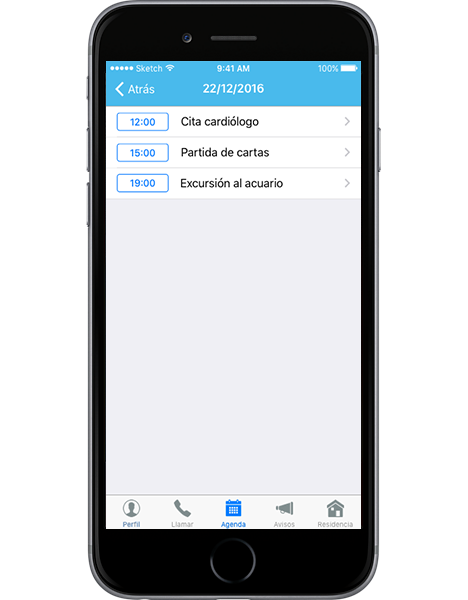 Sketch 9:41 AM 100%
Atrás 22/12/2016
12:00 Cita cardiólogo
15:00 Partida de cartas
19:00 Excursión al acuario
Perfil Llamar Agenda Avisos Residencia